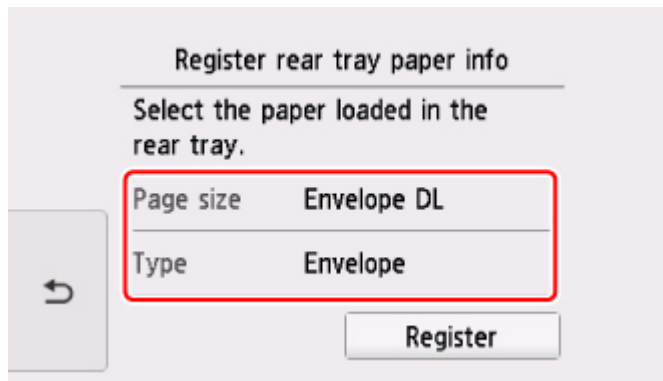 Register rear tray paper info
Select the paper loaded in the
rear tray.
Page size Envelope DL
Type Envelope
Register